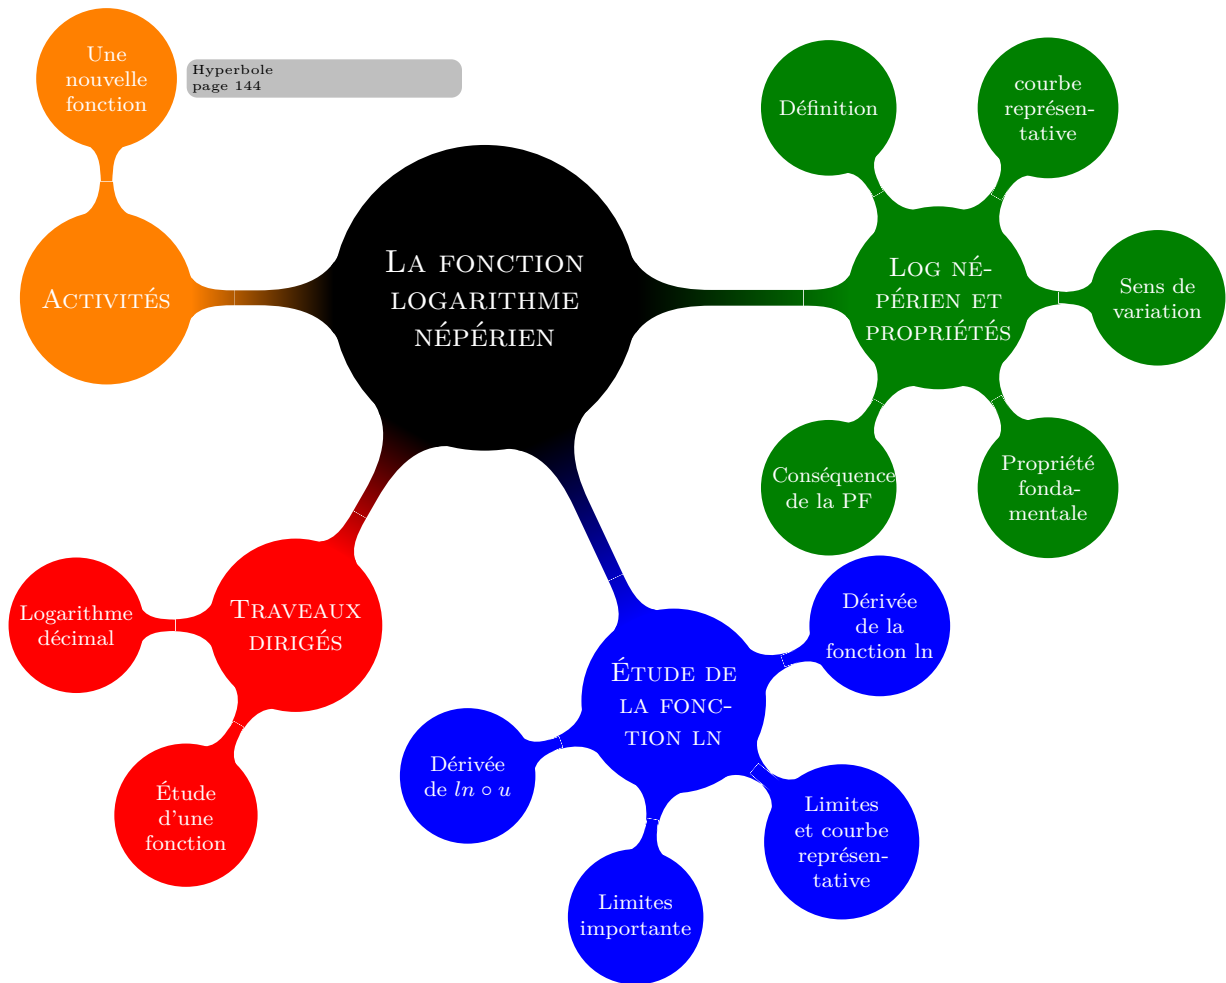 Une
nouvelle
fonction
Hyperbole
page 144
La fonction
logarithme
népérien
Activités
Définition
courbe
représen-
tative
Log né-
périen et
propriétés
Sens de
variation
Conséquence
de la PF
Propriété
fonda-
mentale
Traveaux
dirigés
Logarithme
décimal
Étude
d'une
fonction
Étude de
la fonc-
tion ln
Dérivée
de la
fonction ln
Dérivée
de ln ∘ u
Limites
et courbe
représen-
tative
Limites
importante